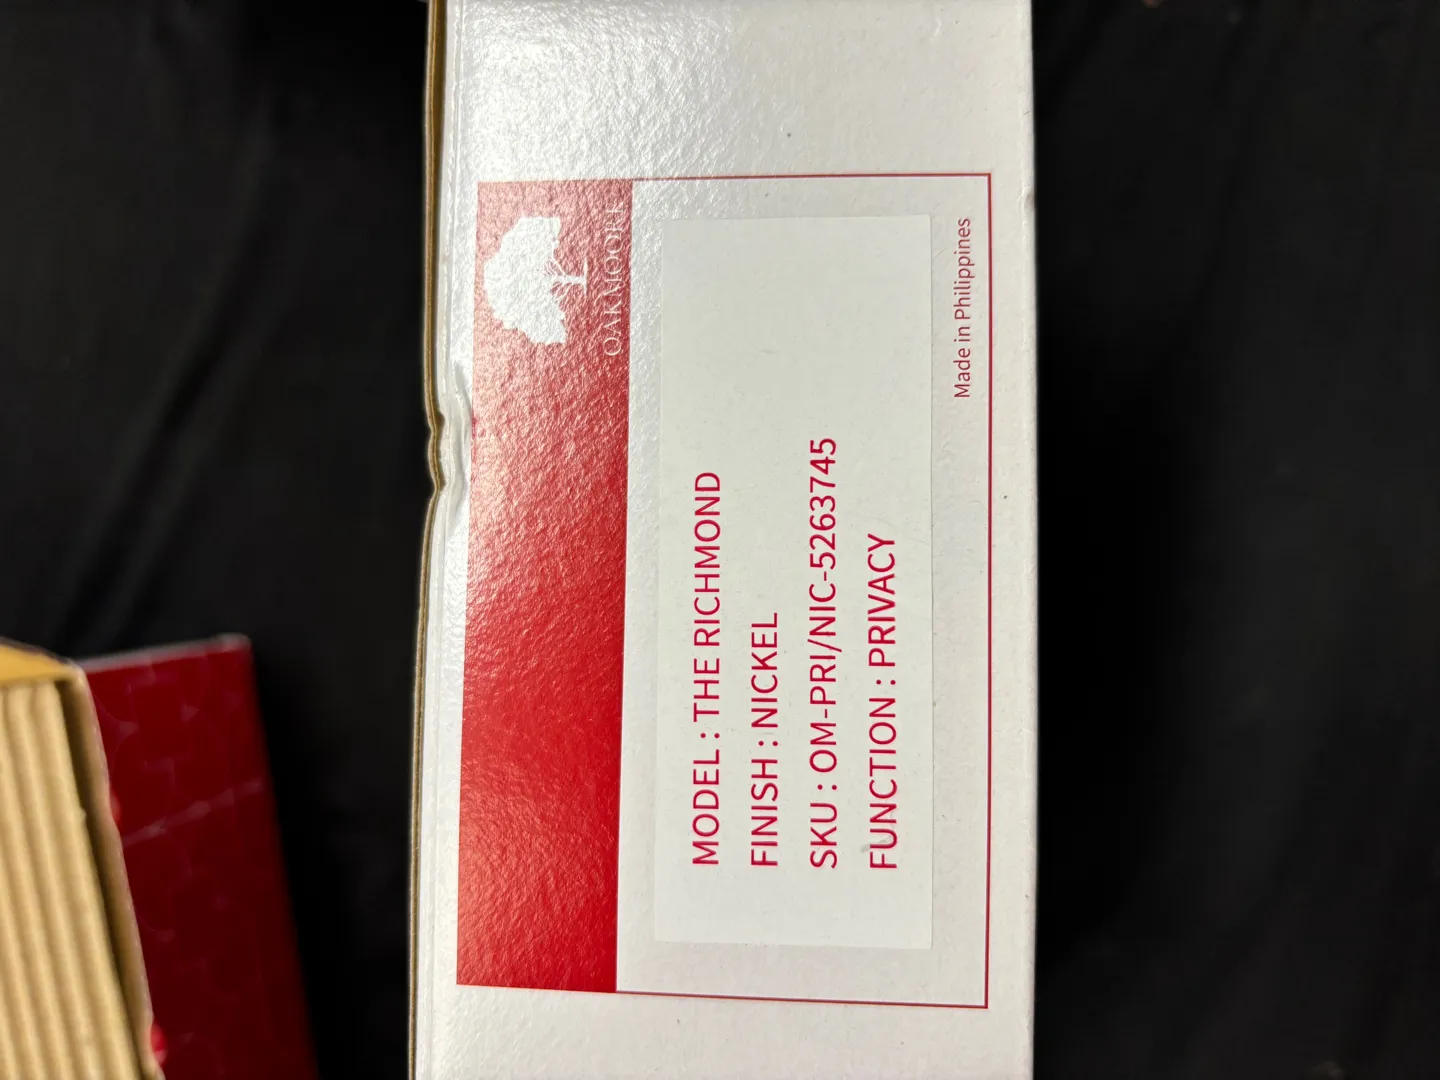 OAKMOORE
MODEL : THE RICHMOND
FINISH : NICKEL
SKU : OM-PRI/NIC-5263745
FUNCTION : PRIVACY
Made in Philippines